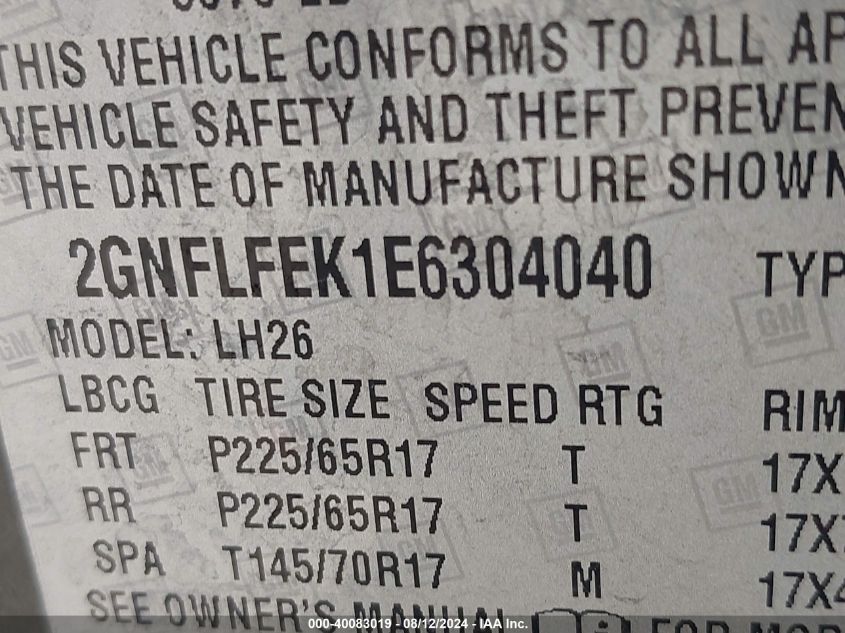 THIS VEHICLE CONFORMS TO ALL AP
VEHICLE SAFETY AND THEFT PREVEN
THE DATE OF MANUFACTURE SHOWN
2GNFLFEK1E6304040 TYP
MODEL: LH26
LBCG TIRE SIZE SPEED RTG RIM
FRT P225/65R17 T 17X
RR P225/65R17 T 17X
SPA T145/70R17 M 17X4
SEE OWNER'S MANUAL FOR MOR
000-40083019 - 08/12/2024 - IAA Inc.